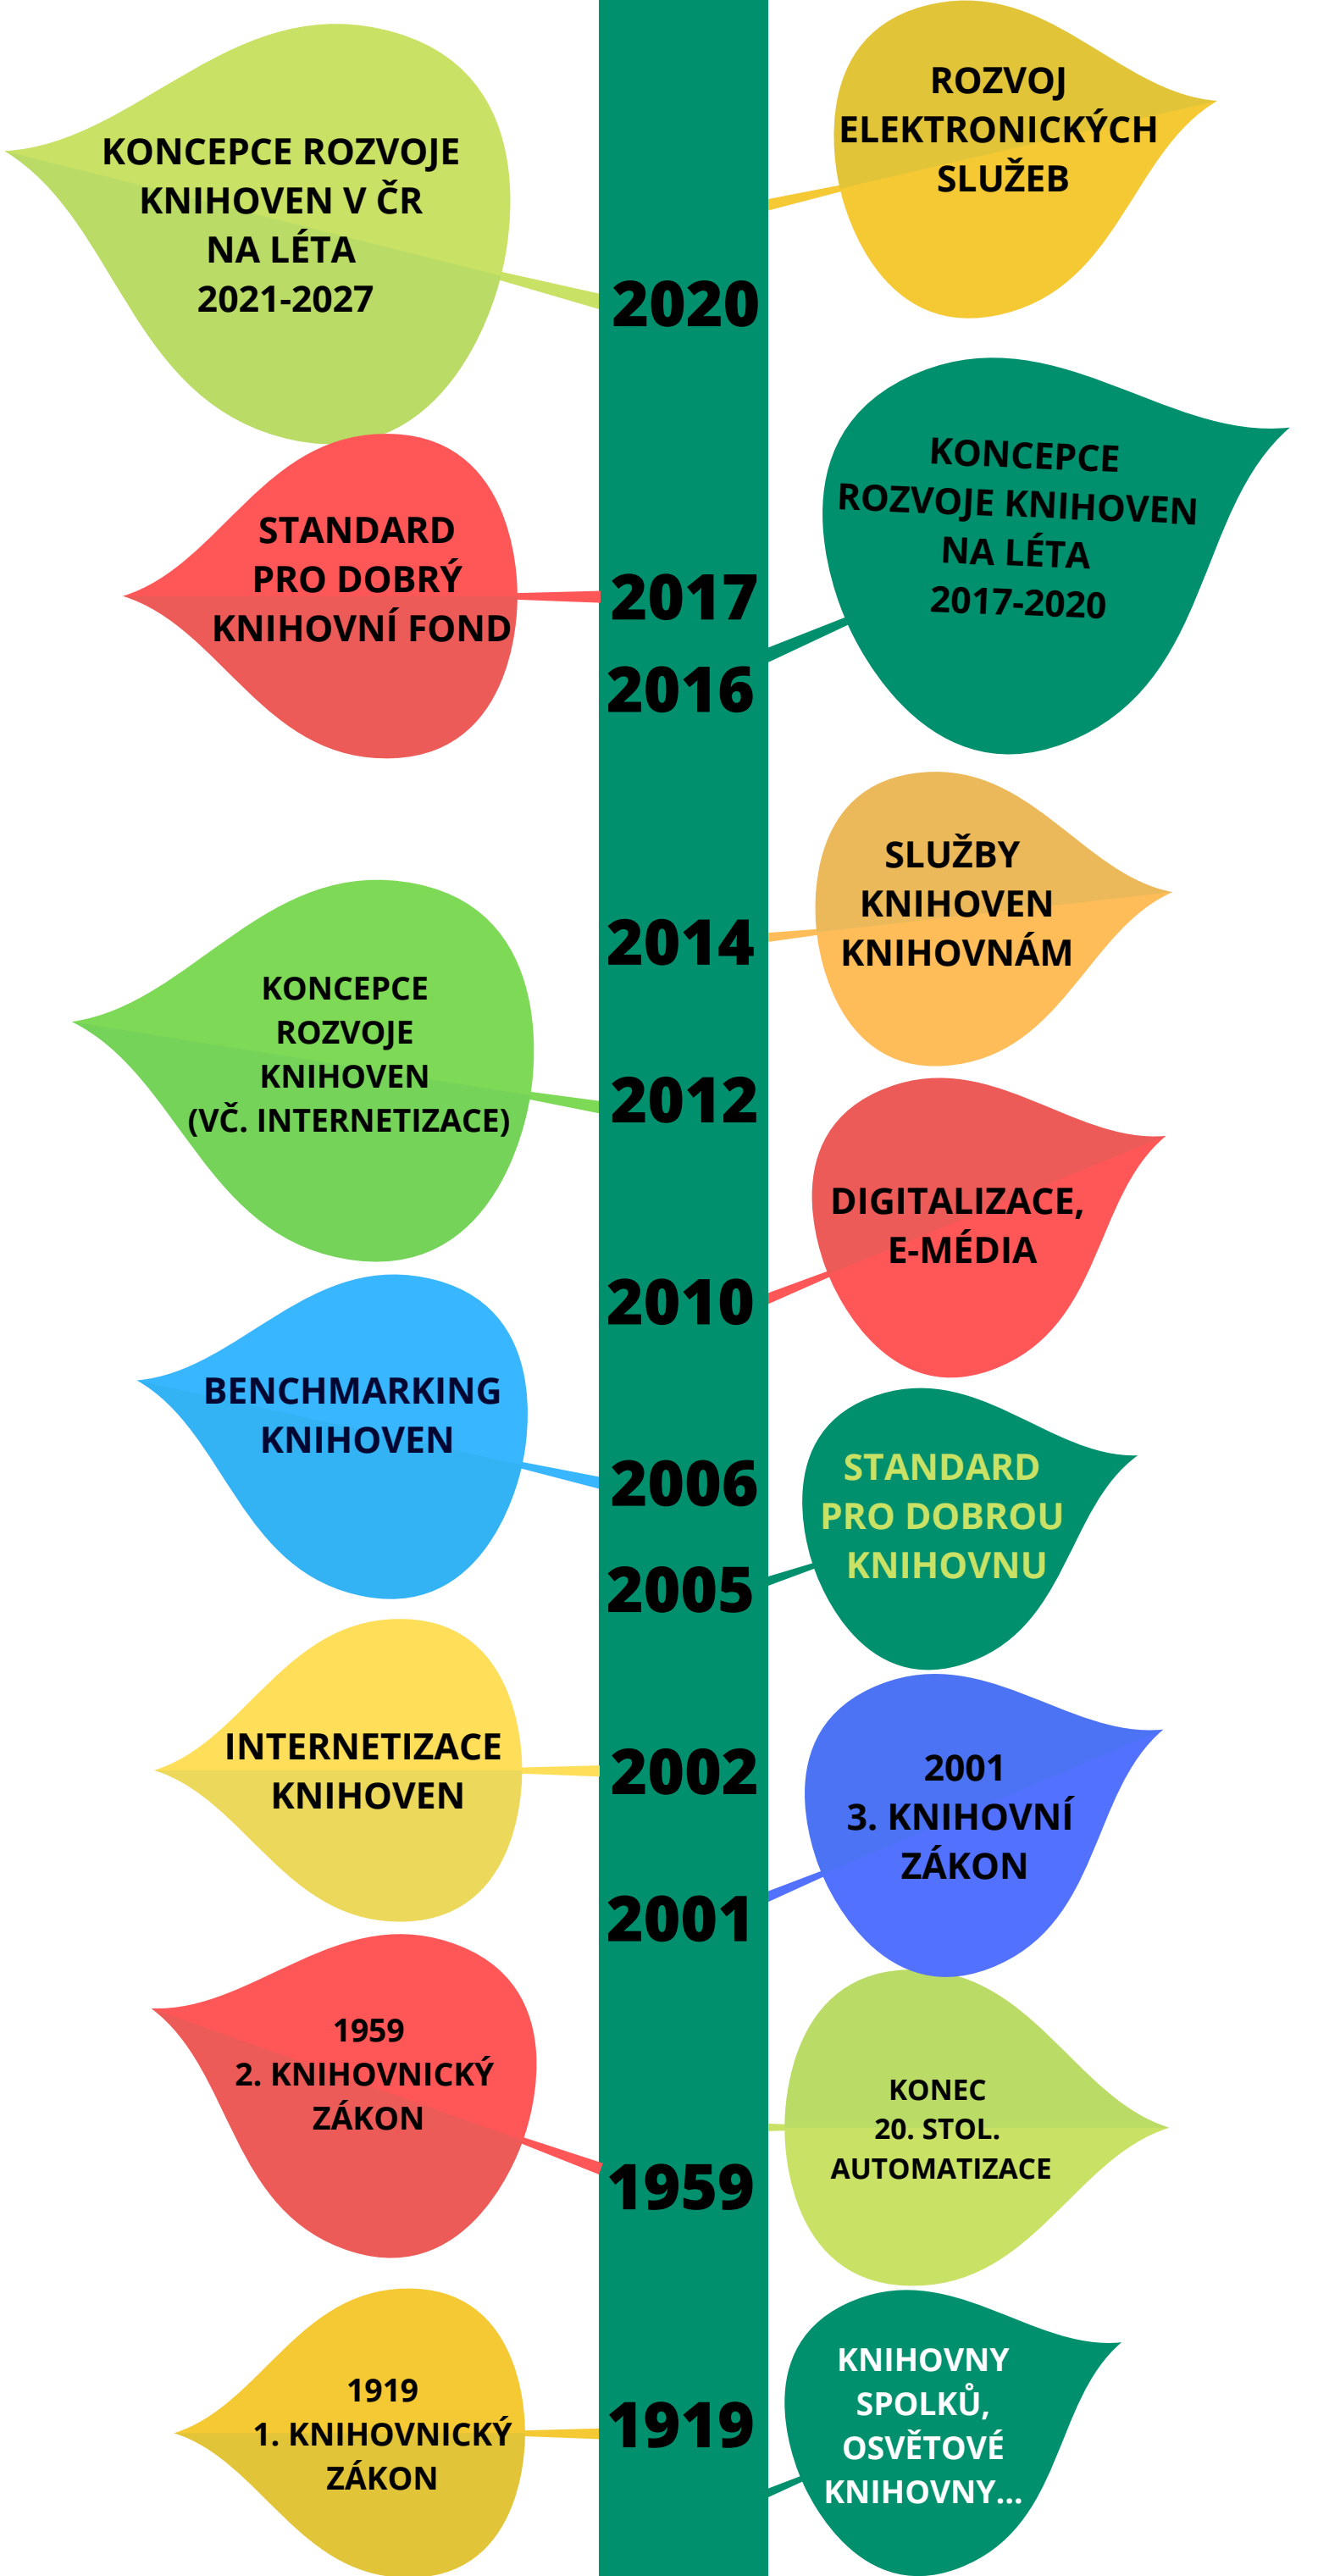 ROZVOJ
ELEKTRONICKÝCH
SLUŽEB
KONCEPCE ROZVOJE
KNIHOVEN V ČR
NA LÉTA
2021-2027
2020
KONCEPCE
ROZVOJE KNIHOVEN
NA LÉTA
2017-2020
STANDARD
PRO DOBRÝ
KNIHOVNÍ FOND
2017
2016
SLUŽBY
KNIHOVEN
KNIHOVNÁM
2014
KONCEPCE
ROZVOJE
KNIHOVEN
(VČ. INTERNETIZACE)
2012
DIGITALIZACE,
E-MÉDIA
2010
BENCHMARKING
KNIHOVEN
2006
STANDARD
PRO DOBROU
KNIHOVNU
2005
INTERNETIZACE
KNIHOVEN
2002
2001
3. KNIHOVNÍ
ZÁKON
2001
1959
2. KNIHOVNICKÝ
ZÁKON
KONEC
20. STOL.
AUTOMATIZACE
1959
1919
1. KNIHOVNICKÝ
ZÁKON
1919
KNIHOVNY
SPOLKŮ,
OSVĚTOVÉ
KNIHOVNY...